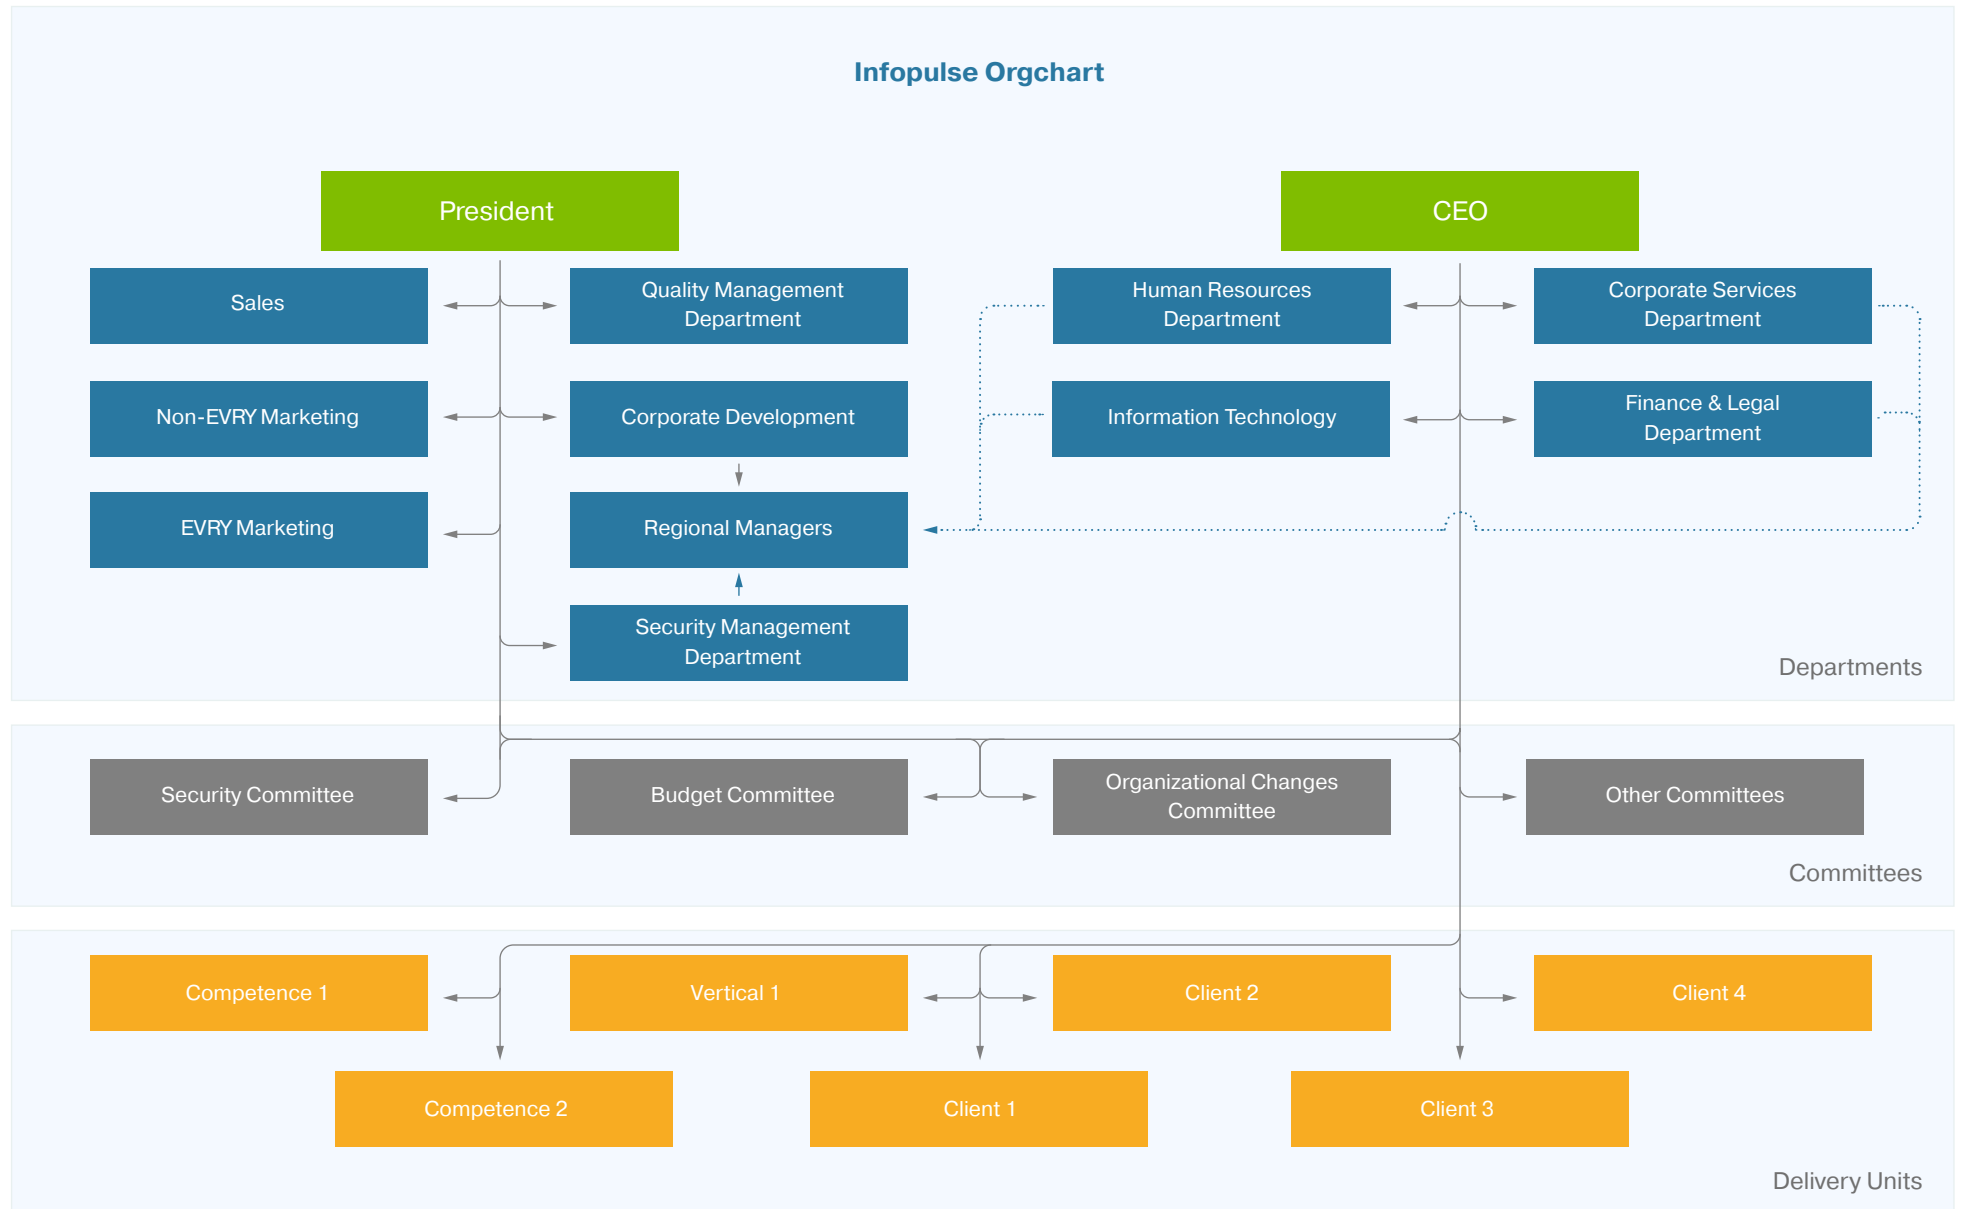 Infopulse Orgchart
President
CEO
Sales
Quality Management
Department
Human Resources
Department
Corporate Services
Department
Non-EVRY Marketing
Corporate Development
Information Technology
Finance & Legal
Department
EVRY Marketing
Regional Managers
Security Management
Department
Departments
Security Committee
Budget Committee
Organizational Changes
Committee
Other Committees
Committees
Competence 1
Vertical 1
Client 2
Client 4
Competence 2
Client 1
Client 3
Delivery Units